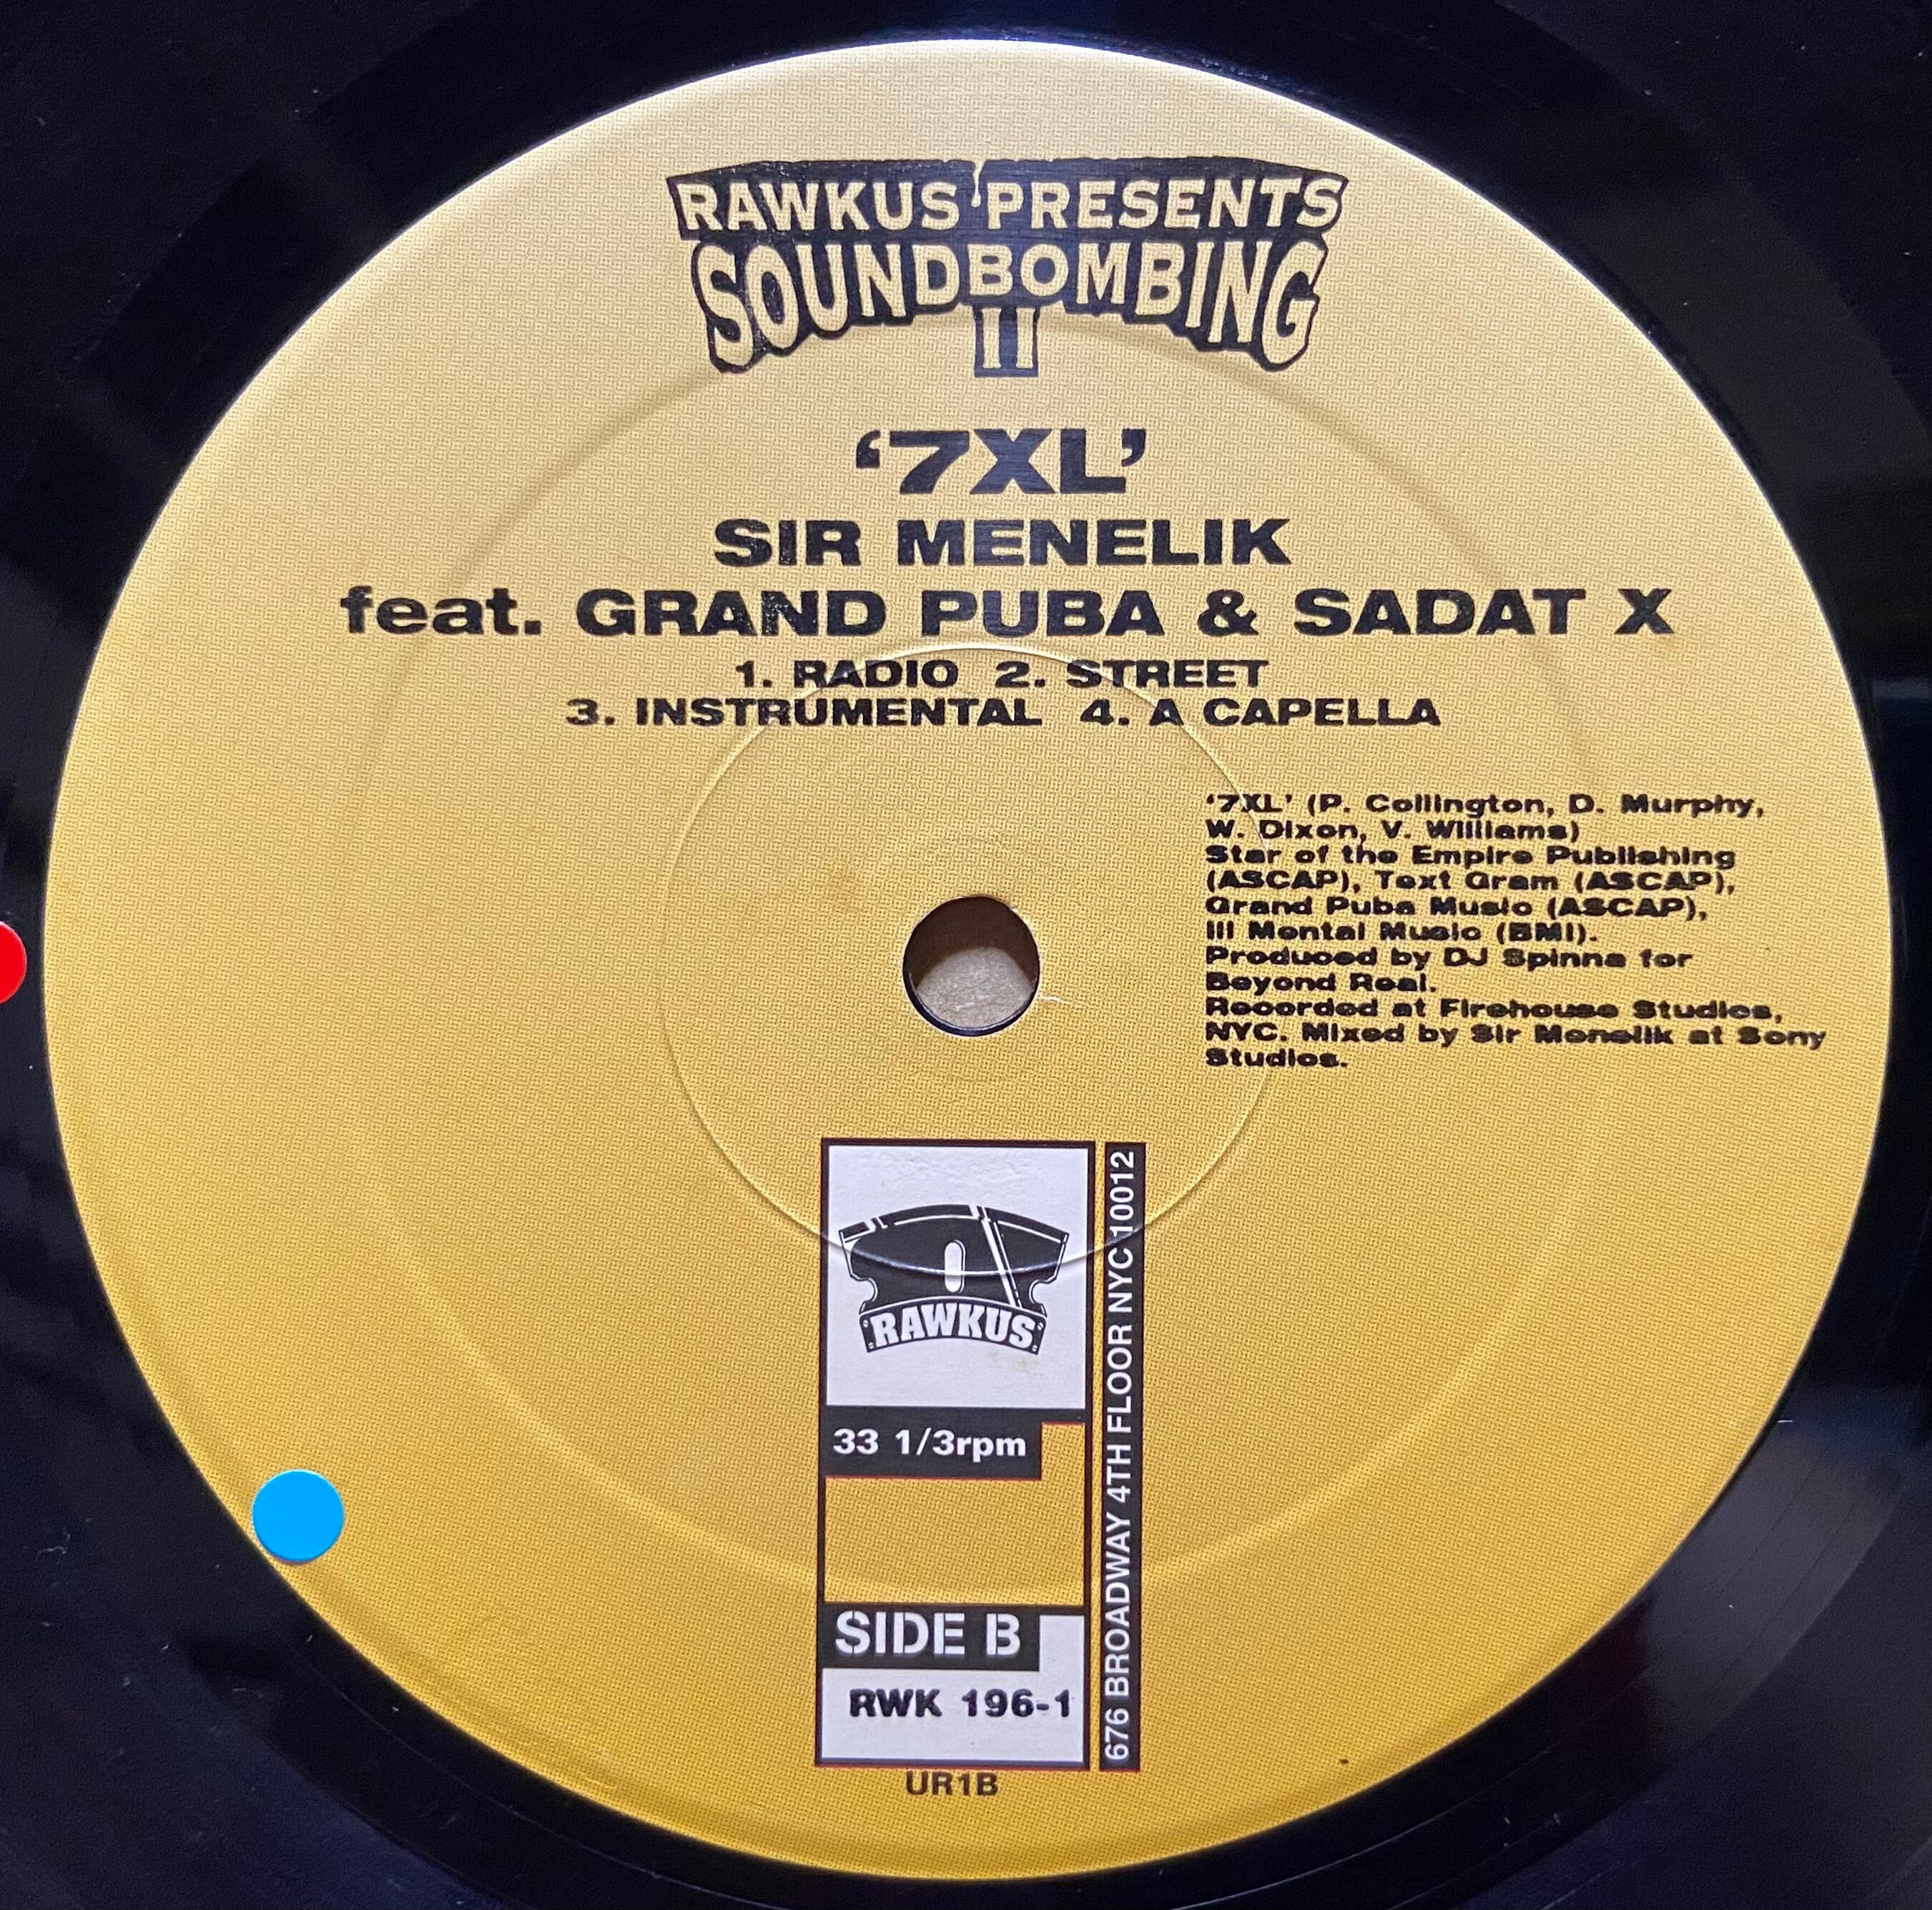 RAWKUS PRESENTS
SOUNDBOMBING
II
‘7XL’
SIR MENELIK
feat. GRAND PUBA & SADAT X
1. RADIO 2. STREET
3. INSTRUMENTAL 4. A CAPELLA
‘7XL’ (P. Collington, D. Murphy,
W. Dixon, V. Williams)
Star of the Empire Publishing
(ASCAP), Text Gram (ASCAP),
Grand Puba Music (ASCAP),
Ill Mental Music (BMI).
Produced by DJ Spinna for
Beyond Real.
Recorded at Firehouse Studios,
NYC. Mixed by Sir Menelik at Sony
Studios.
RAWKUS
33 1/3rpm
SIDE B
RWK 196-1
676 BROADWAY 4TH FLOOR NYC 10012
UR1B